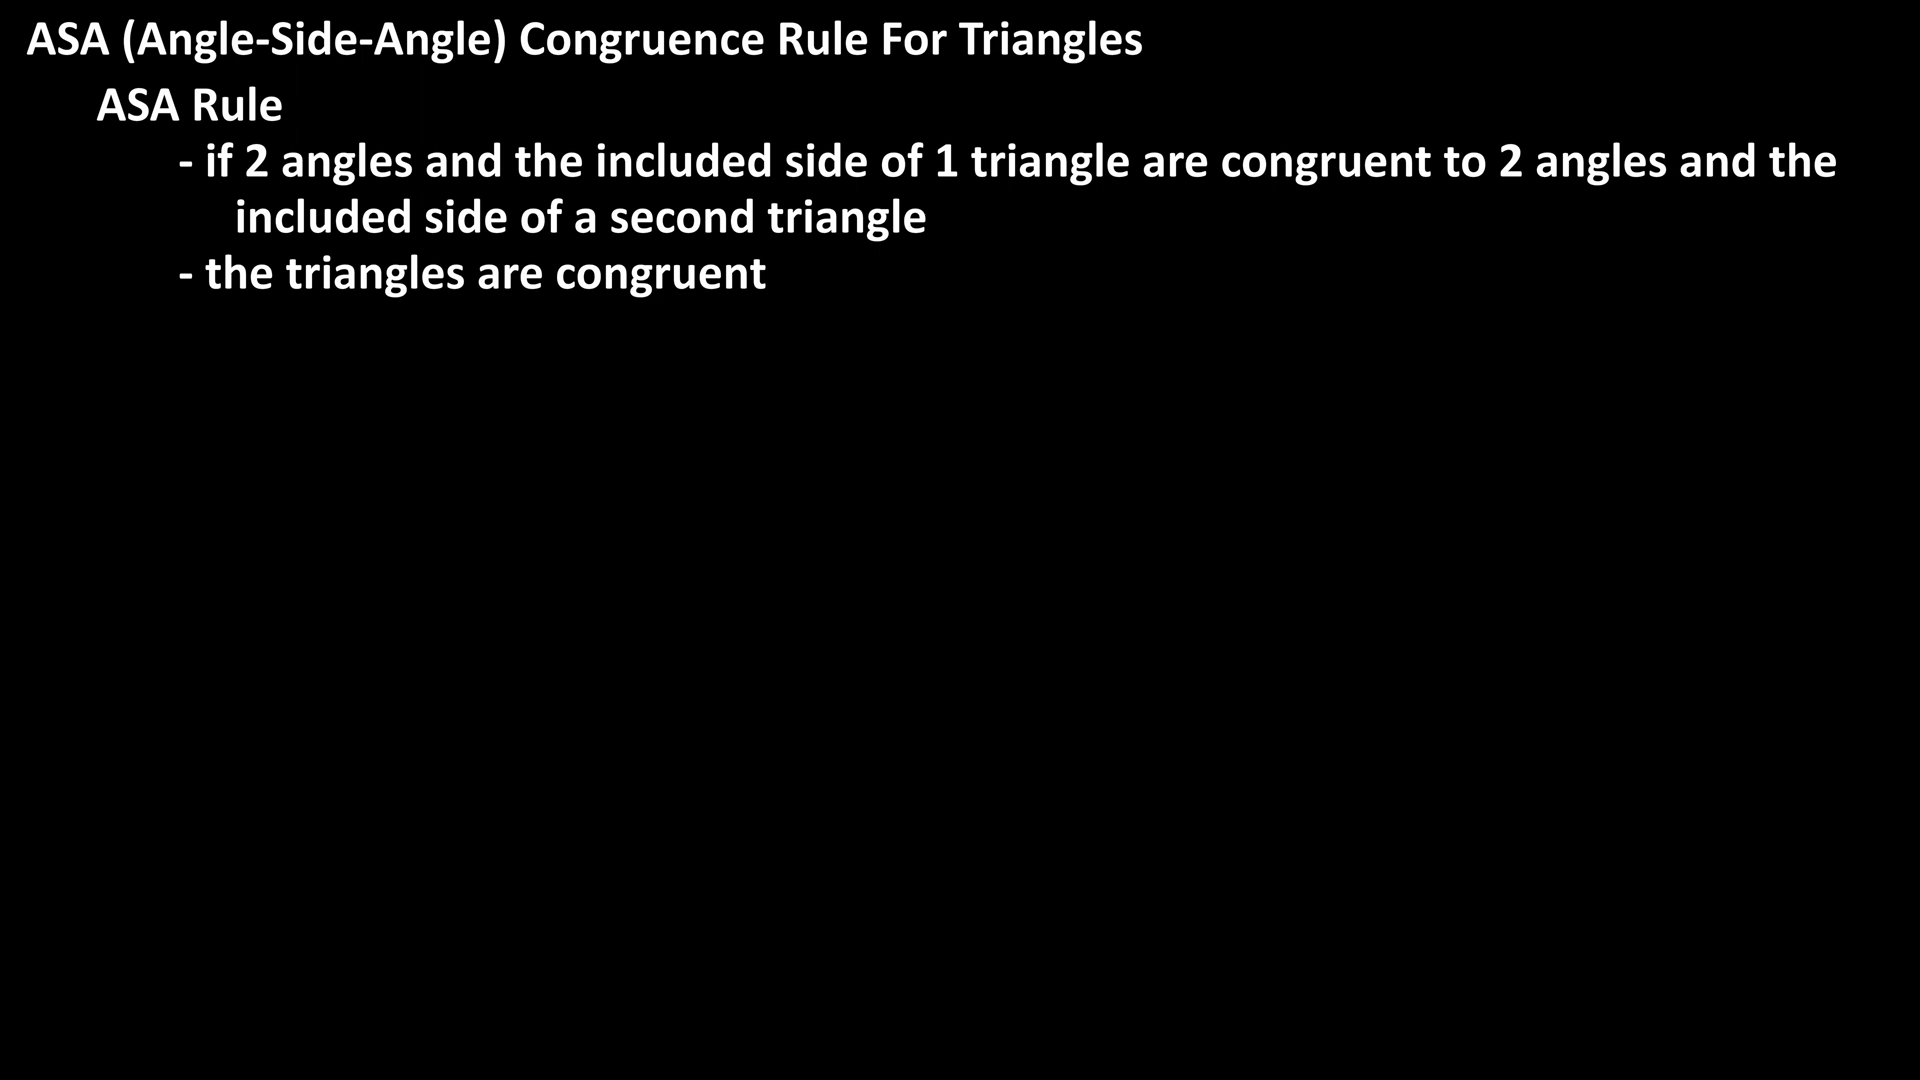 ASA (Angle-Side-Angle) Congruence Rule For Triangles
ASA Rule
- if 2 angles and the included side of 1 triangle are congruent to 2 angles and the
included side of a second triangle
- the triangles are congruent